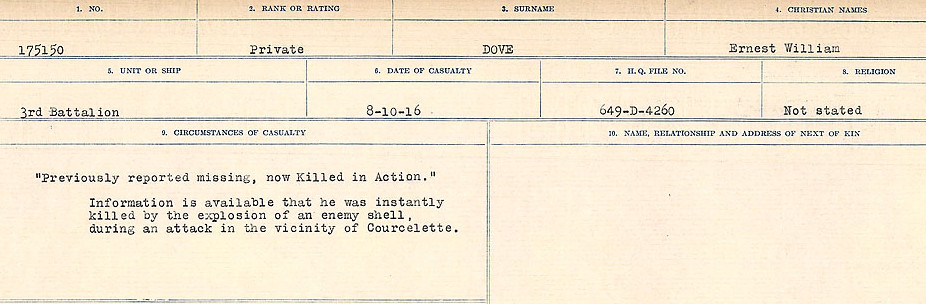 1. NO. 2. RANK OR RATING 3. SURNAME 4. CHRISTIAN NAMES
175150 Private DOVE Ernest William
5. UNIT OR SHIP 6. DATE OF CASUALTY 7. H.Q. FILE NO. 8. RELIGION
3rd Battalion 8-10-16 649-D-4260 Not stated
9. CIRCUMSTANCES OF CASUALTY 10. NAME, RELATIONSHIP AND ADDRESS OF NEXT OF KIN
"Previously reported missing, now Killed in Action."
Information is available that he was instantly
killed by the explosion of an enemy shell,
during an attack in the vicinity of Courcelette.